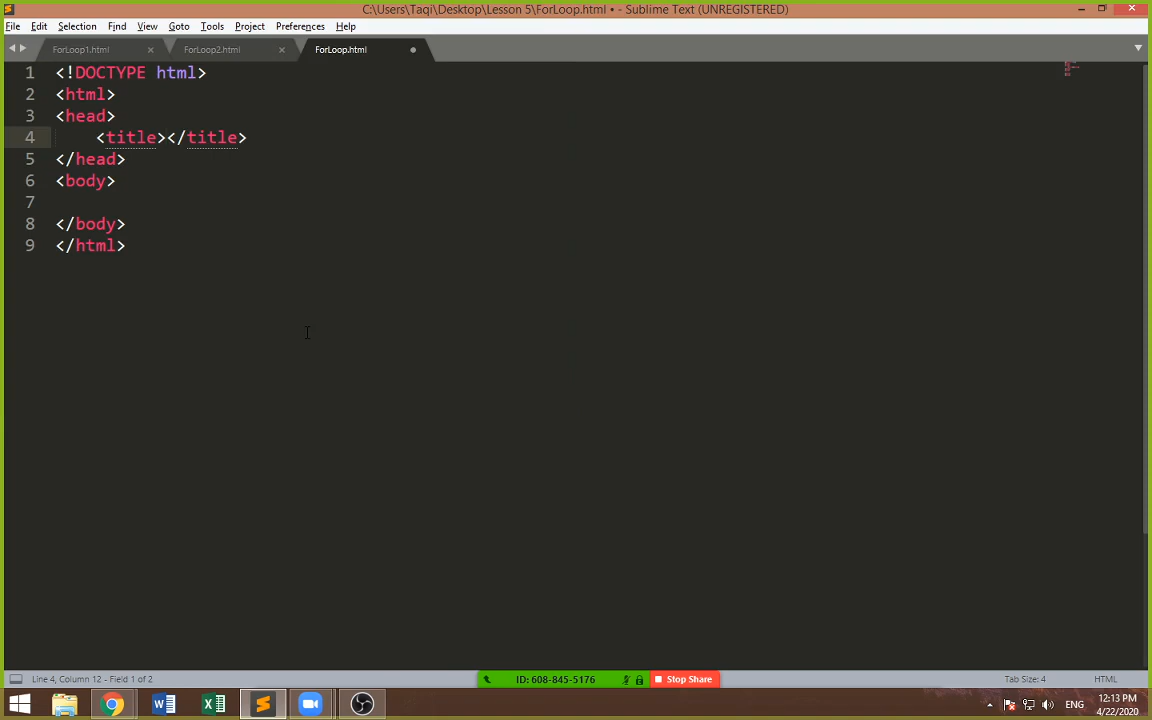 C:\Users\Taqi\Desktop\Lesson 5\ForLoop.html • - Sublime Text (UNREGISTERED)
File Edit Selection Find View Goto Tools Project Preferences Help
ForLoop1.html ForLoop2.html ForLoop.html
1 <!DOCTYPE html>
2 <html>
3 <head>
4 <title></title>
5 </head>
6 <body>
7
8 </body>
9 </html>
Line 4, Column 12 - Field 1 of 2 ID: 608-845-5176 Stop Share Tab Size: 4 HTML
ENG 12:13 PM
4/22/2020